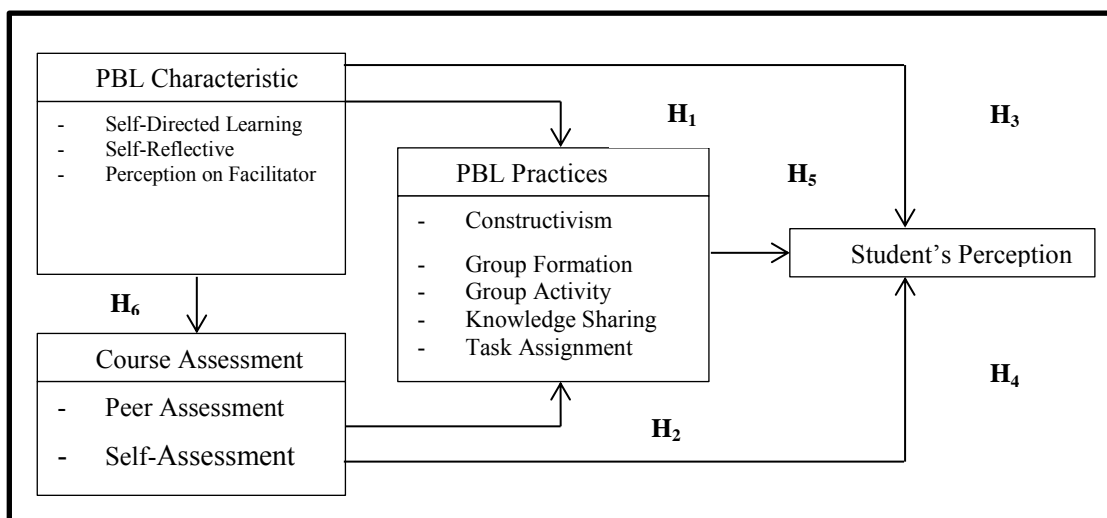 PBL Characteristic
- Self-Directed Learning
- Self-Reflective
- Perception on Facilitator
H₁
H₃
PBL Practices
- Constructivism
- Group Formation
- Group Activity
- Knowledge Sharing
- Task Assignment
H₅
Student’s Perception
H₆
Course Assessment
- Peer Assessment
- Self-Assessment
H₂
H₄